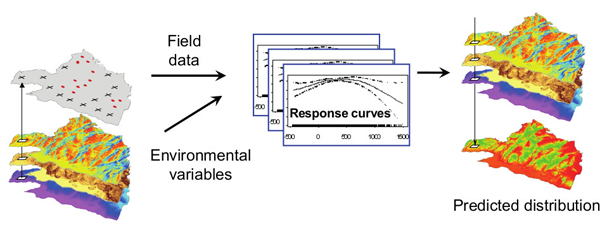 Field
data
Environmental
variables
Response curves
-500
0
500
1000
1500
Predicted distribution